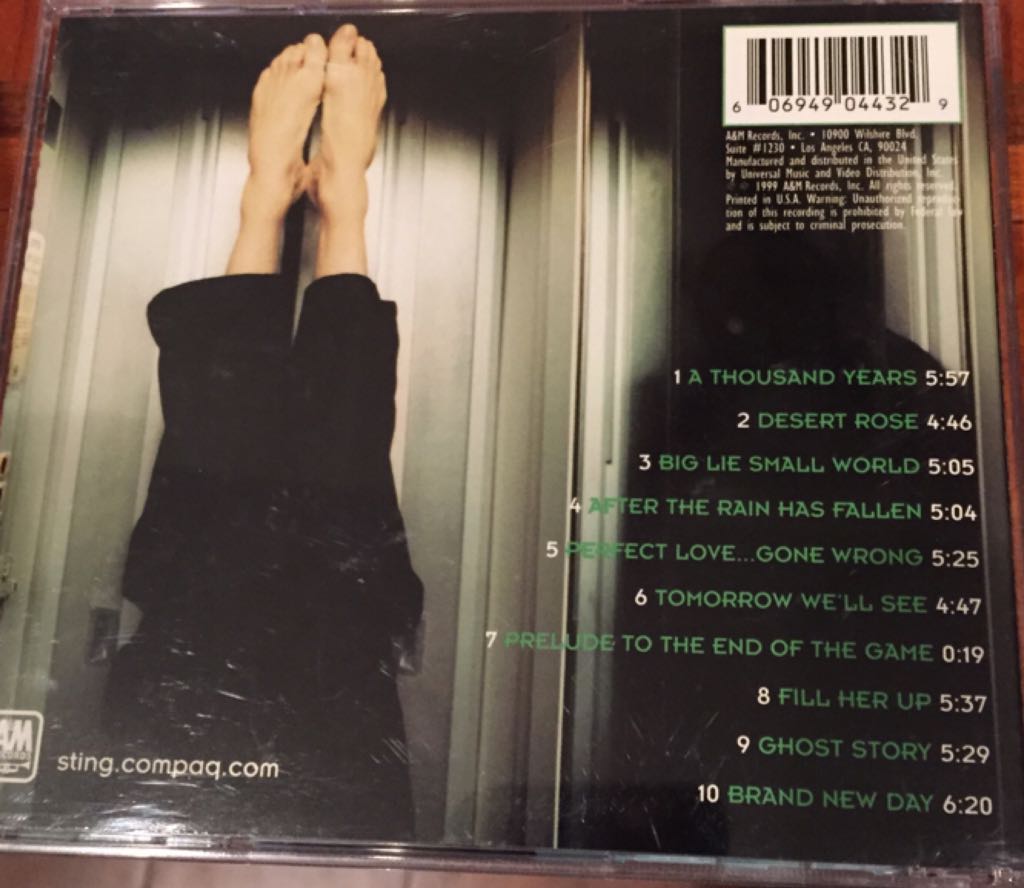 6 06949 04432 9
A&M Records, Inc. • 10900 Wilshire Blvd.
Suite #1230 • Los Angeles CA, 90024
Manufactured and distributed in the United States
by Universal Music and Video Distribution, Inc.
1999 A&M Records, Inc. All rights reserved.
Printed in U.S.A. Warning: Unauthorized reproduc-
tion of this recording is prohibited by Federal law
and is subject to criminal prosecution.
1 A THOUSAND YEARS 5:57
2 DESERT ROSE 4:46
3 BIG LIE SMALL WORLD 5:05
4 AFTER THE RAIN HAS FALLEN 5:04
5 PERFECT LOVE...GONE WRONG 5:25
6 TOMORROW WE'LL SEE 4:47
7 PRELUDE TO THE END OF THE GAME 0:19
8 FILL HER UP 5:37
9 GHOST STORY 5:29
10 BRAND NEW DAY 6:20
AM
sting.compaq.com